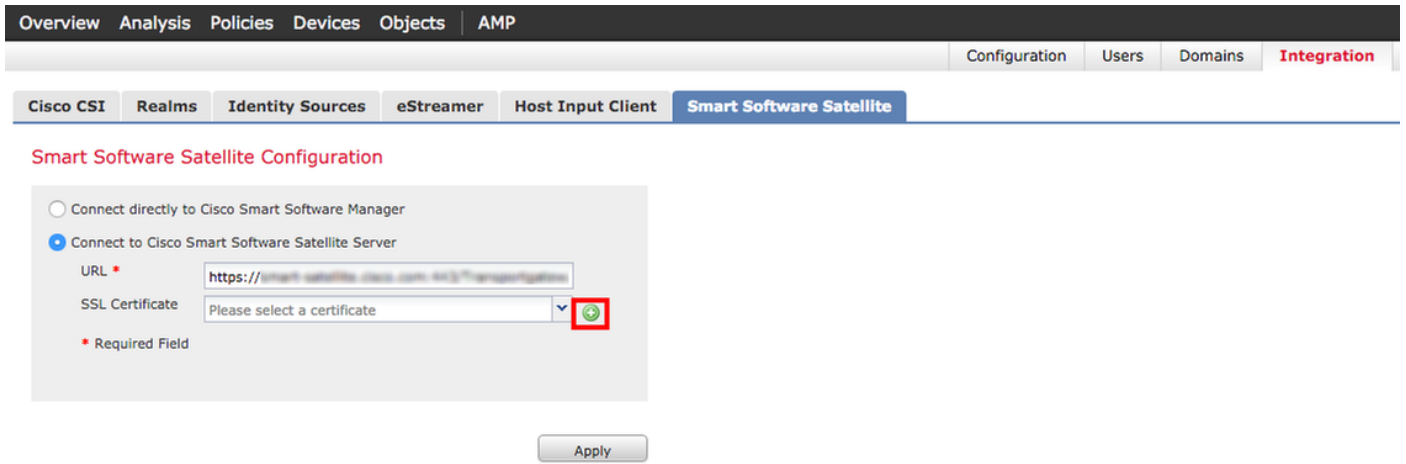 Overview Analysis Policies Devices Objects AMP
Configuration Users Domains Integration
Cisco CSI Realms Identity Sources eStreamer Host Input Client Smart Software Satellite
Smart Software Satellite Configuration
Connect directly to Cisco Smart Software Manager
Connect to Cisco Smart Software Satellite Server
URL * https://
SSL Certificate Please select a certificate
* Required Field
Apply